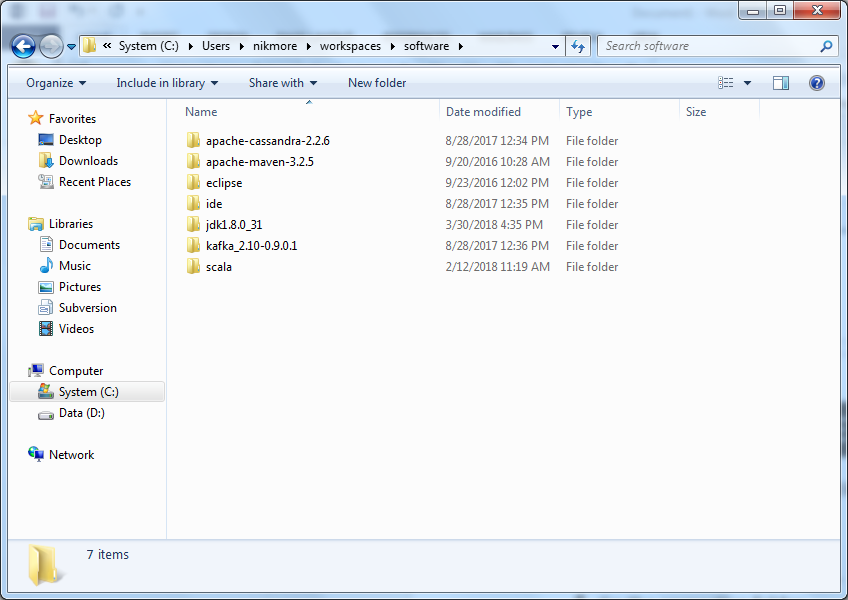 « System (C:) ▸ Users ▸ nikmore ▸ workspaces ▸ software ▸
Search software
Organize Include in library Share with New folder
Name Date modified Type Size
Favorites
Desktop
Downloads
Recent Places
Libraries
Documents
Music
Pictures
Subversion
Videos
Computer
System (C:)
Data (D:)
Network
apache-cassandra-2.2.6 8/28/2017 12:34 PM File folder
apache-maven-3.2.5 9/20/2016 10:28 AM File folder
eclipse 9/23/2016 12:02 PM File folder
ide 8/28/2017 12:35 PM File folder
jdk1.8.0_31 3/30/2018 4:35 PM File folder
kafka_2.10-0.9.0.1 8/28/2017 12:36 PM File folder
scala 2/12/2018 11:19 AM File folder
7 items